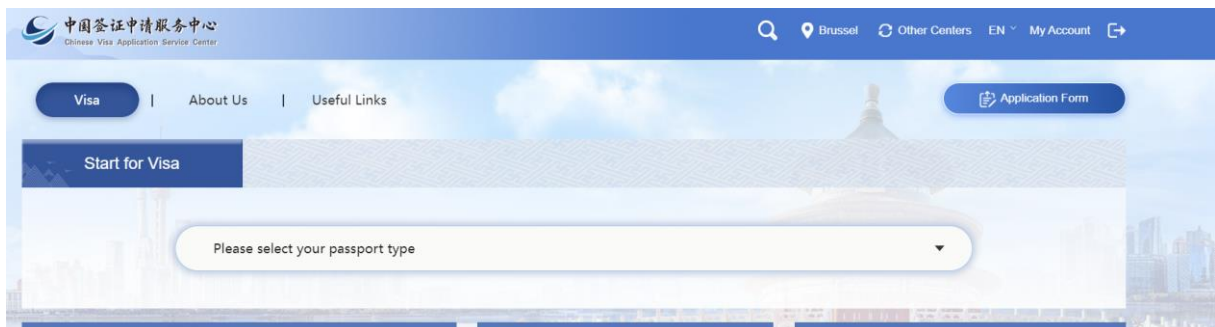 中国签证申请服务中心
Chinese Visa Application Service Center
Brussel Other Centers EN My Account
Visa | About Us | Useful Links
Application Form
Start for Visa
Please select your passport type